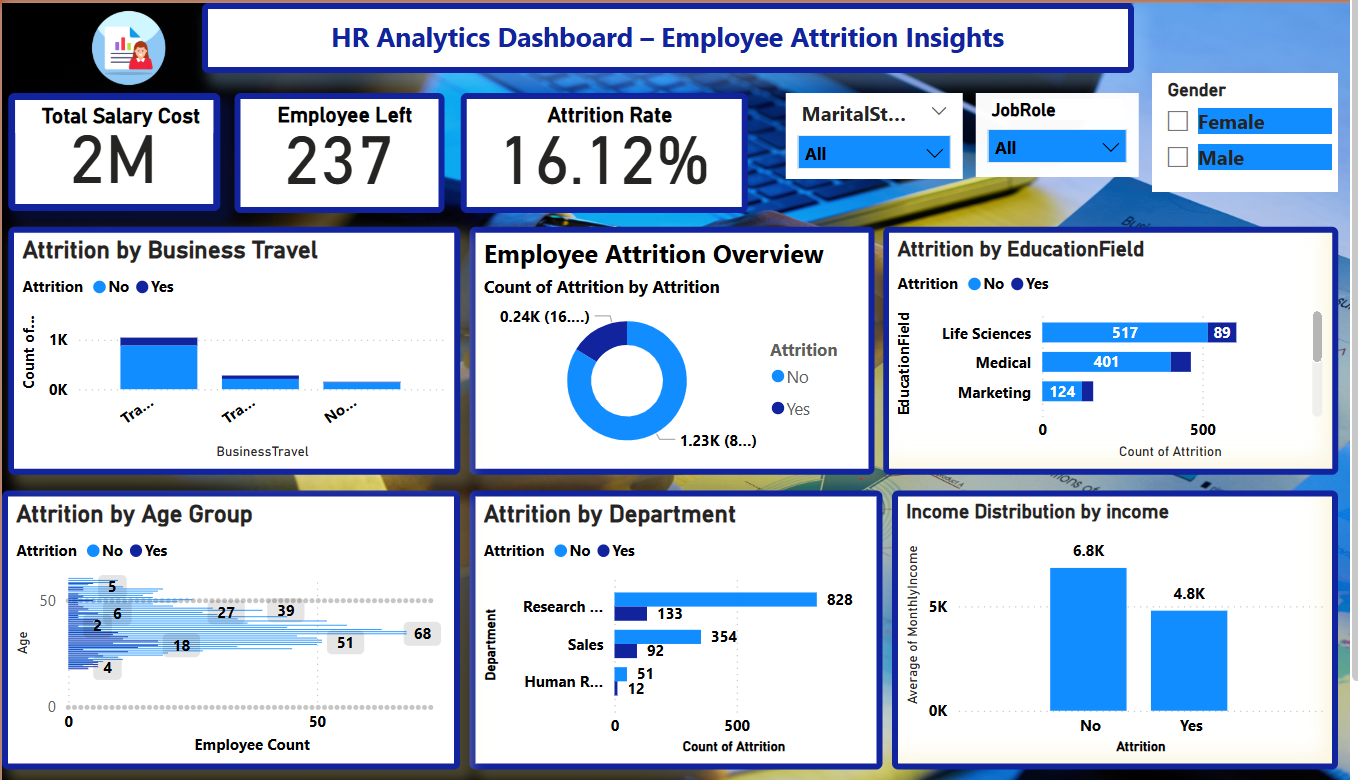 HR Analytics Dashboard – Employee Attrition Insights
Total Salary Cost
2M
Employee Left
237
Attrition Rate
16.12%
MaritalSt...
All
JobRole
All
Gender
Female
Male
Attrition by Business Travel
Attrition No Yes
Count of...
1K
0K
Tra... Tra... No...
BusinessTravel
Employee Attrition Overview
Count of Attrition by Attrition
0.24K (16....)
1.23K (8...)
Attrition
No
Yes
Attrition by EducationField
Attrition No Yes
EducationField
Life Sciences 517 89
Medical 401
Marketing 124
0 500
Count of Attrition
Attrition by Age Group
Attrition No Yes
Age
50
0
5
6 27 39
2
68
18 51
4
0 50
Employee Count
Attrition by Department
Attrition No Yes
Department
Research ... 828
133
Sales 354
92
Human R... 51
12
0 500
Count of Attrition
Income Distribution by income
Average of MonthlyIncome
6.8K
4.8K
5K
0K
No Yes
Attrition